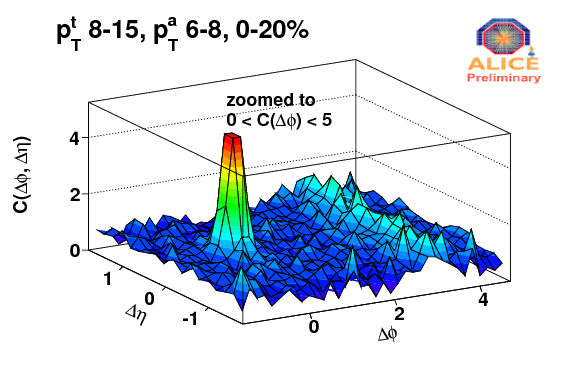 p_T^t 8-15, p_T^a 6-8, 0-20%
ALICE
Preliminary
zoomed to
0 < C(Δϕ) < 5
C(Δϕ, Δη)
4
2
0
1
0
-1
Δη
0
2
4
Δϕ